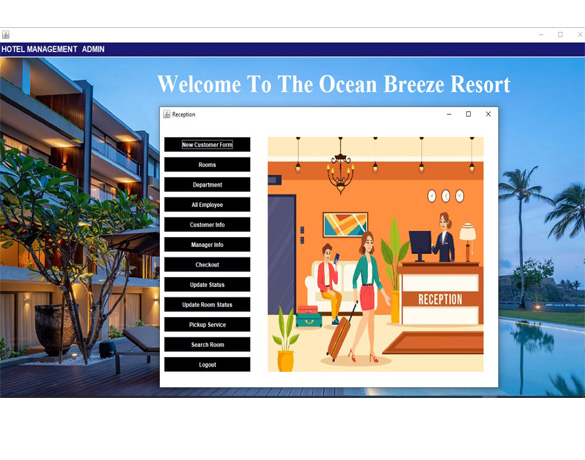 HOTEL MANAGEMENT ADMIN
Welcome To The Ocean Breeze Resort
Reception
New Customer Form
Rooms
Department
All Employee
Customer Info
Manager Info
Checkout
Update Status
Update Room Status
Pickup Service
Search Room
Logout
RECEPTION